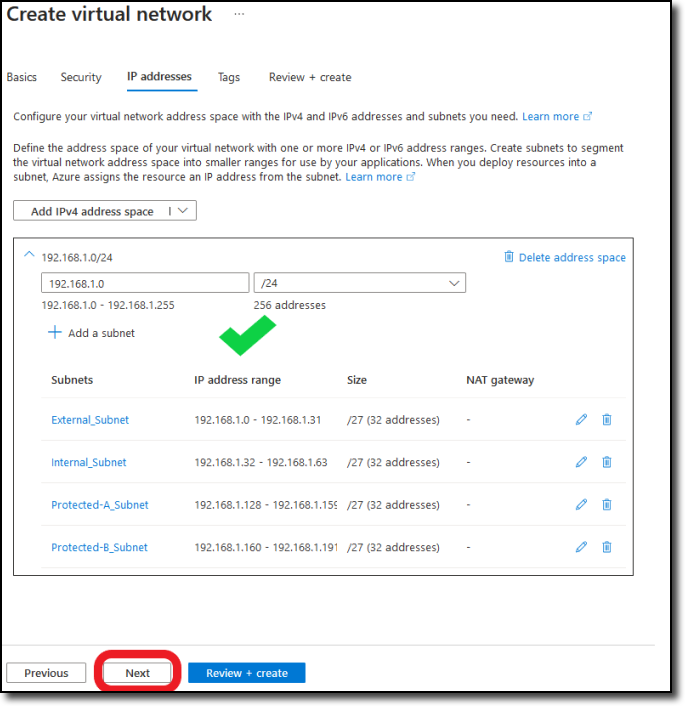 Create virtual network ...
Basics Security IP addresses Tags Review + create
Configure your virtual network address space with the IPv4 and IPv6 addresses and subnets you need. Learn more
Define the address space of your virtual network with one or more IPv4 or IPv6 address ranges. Create subnets to segment
the virtual network address space into smaller ranges for use by your applications. When you deploy resources into a
subnet, Azure assigns the resource an IP address from the subnet. Learn more
Add IPv4 address space
192.168.1.0/24 Delete address space
192.168.1.0 /24
192.168.1.0 - 192.168.1.255 256 addresses
+ Add a subnet
Subnets IP address range Size NAT gateway
External_Subnet 192.168.1.0 - 192.168.1.31 /27 (32 addresses) -
Internal_Subnet 192.168.1.32 - 192.168.1.63 /27 (32 addresses) -
Protected-A_Subnet 192.168.1.128 - 192.168.1.159 /27 (32 addresses) -
Protected-B_Subnet 192.168.1.160 - 192.168.1.191 /27 (32 addresses) -
Previous Next Review + create